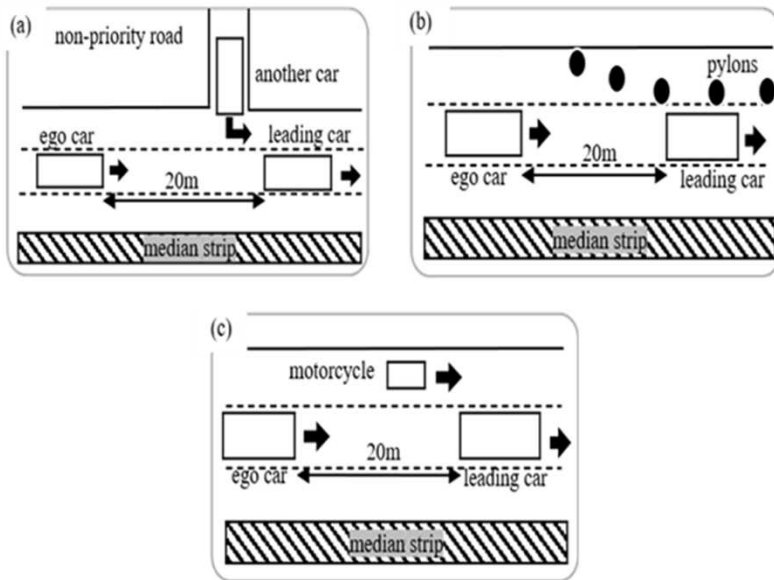 (a)
non-priority road
another car
ego car
leading car
20m
median strip
(b)
pylons
20m
ego car
leading car
median strip
(c)
motorcycle
20m
ego car
leading car
median strip